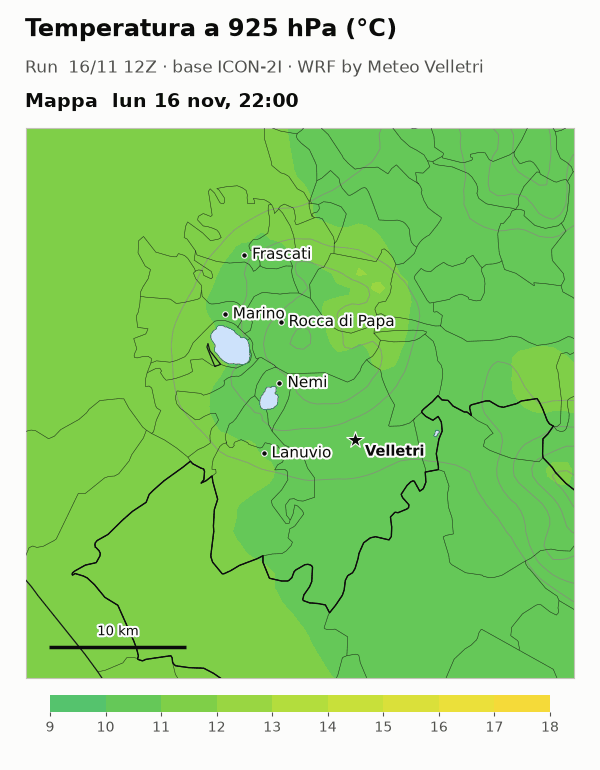 Temperatura a 925 hPa (°C)
Run  16/11 12Z · base ICON-2I · WRF by Meteo Velletri
Mappa  lun 16 nov, 22:00
Frascati
Marino
Rocca di Papa
Nemi
Velletri
Lanuvio
10 km
9 10 11 12 13 14 15 16 17 18